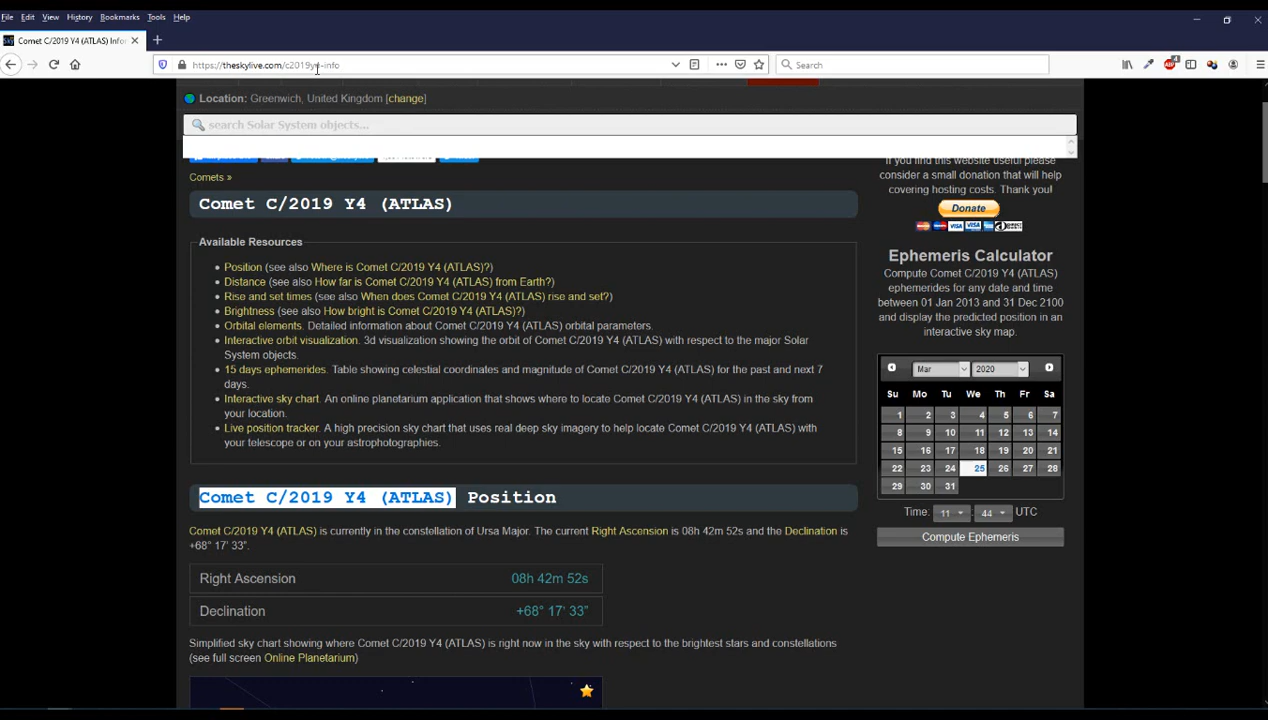 File Edit View History Bookmarks Tools Help
Comet C/2019 Y4 (ATLAS) Infor
https://theskylive.com/c2019y4-info
Search
Location: Greenwich, United Kingdom [change]
search Solar System objects...
If you find this website useful please
consider a small donation that will help
covering hosting costs. Thank you!
Donate
Comets »
Comet C/2019 Y4 (ATLAS)
Available Resources
Position (see also Where is Comet C/2019 Y4 (ATLAS)?)
Distance (see also How far is Comet C/2019 Y4 (ATLAS) from Earth?)
Rise and set times (see also When does Comet C/2019 Y4 (ATLAS) rise and set?)
Brightness (see also How bright is Comet C/2019 Y4 (ATLAS)?)
Orbital elements. Detailed information about Comet C/2019 Y4 (ATLAS) orbital parameters.
Interactive orbit visualization. 3d visualization showing the orbit of Comet C/2019 Y4 (ATLAS) with respect to the major Solar
System objects.
15 days ephemerides. Table showing celestial coordinates and magnitude of Comet C/2019 Y4 (ATLAS) for the past and next 7
days.
Interactive sky chart. An online planetarium application that shows where to locate Comet C/2019 Y4 (ATLAS) in the sky from
your location.
Live position tracker. A high precision sky chart that uses real deep sky imagery to help locate Comet C/2019 Y4 (ATLAS) with
your telescope or on your astrophotographies.
Ephemeris Calculator
Compute Comet C/2019 Y4 (ATLAS)
ephemerides for any date and time
between 01 Jan 2013 and 31 Dec 2100
and display the predicted position in an
interactive sky map.
Mar 2020
Su Mo Tu We Th Fr Sa
1 2 3 4 5 6 7
8 9 10 11 12 13 14
15 16 17 18 19 20 21
22 23 24 25 26 27 28
29 30 31
Time: 11 : 44 UTC
Compute Ephemeris
Comet C/2019 Y4 (ATLAS) Position
Comet C/2019 Y4 (ATLAS) is currently in the constellation of Ursa Major. The current Right Ascension is 08h 42m 52s and the Declination is
+68° 17' 33".
Right Ascension 08h 42m 52s
Declination +68° 17' 33"
Simplified sky chart showing where Comet C/2019 Y4 (ATLAS) is right now in the sky with respect to the brightest stars and constellations
(see full screen Online Planetarium)